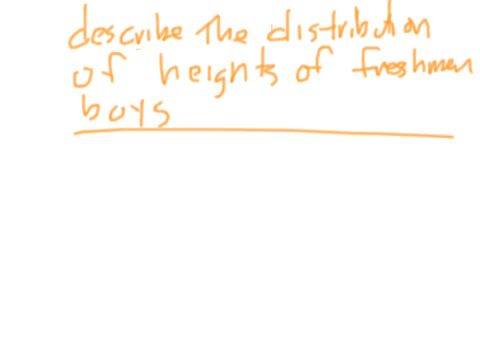 describe the distribution
of heights of freshmen
boys